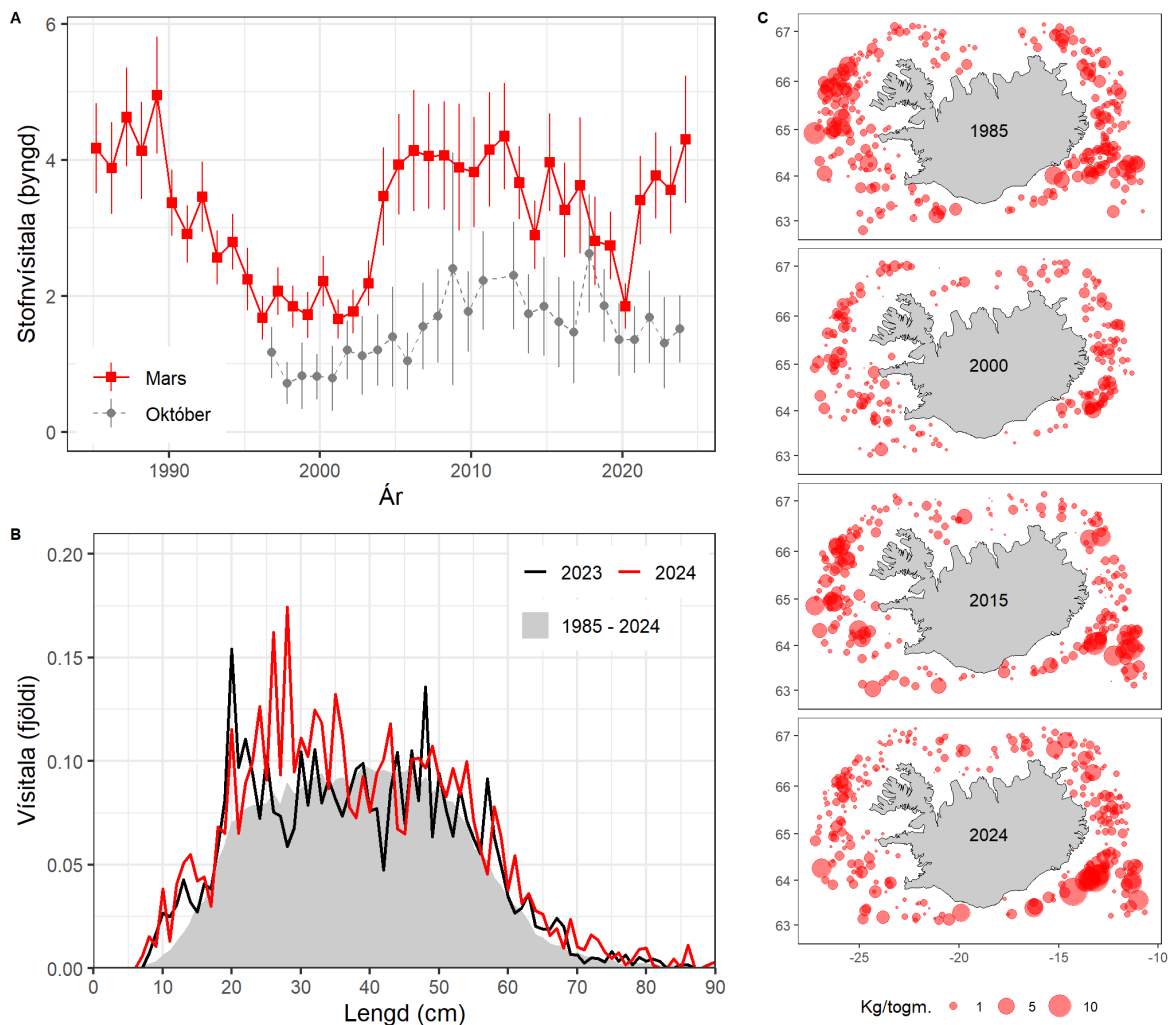 A
Stofnvísitala (þyngd)
6
4
2
0
Mars
Október
1990 2000 2010 2020
Ár
B
Vísitala (fjöldi)
0.20
0.15
0.10
0.05
0.00
2023 2024
1985 - 2024
0 10 20 30 40 50 60 70 80 90
Lengd (cm)
C
67
66
65
64
63
1985
67
66
65
64
63
2000
67
66
65
64
63
2015
67
66
65
64
63
2024
-25 -20 -15 -10
Kg/togm. 1 5 10